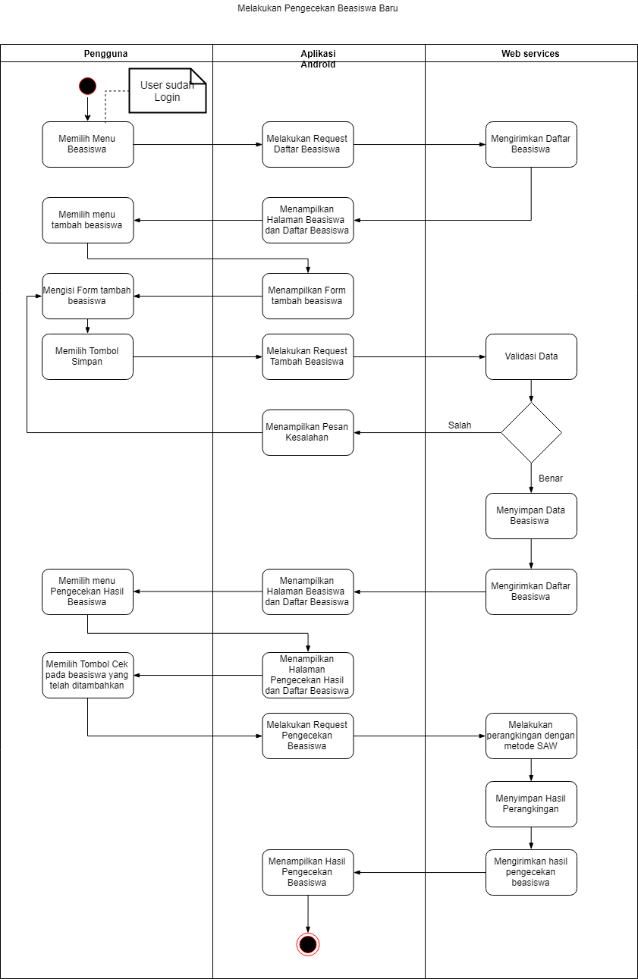 Melakukan Pengecekan Beasiswa Baru
Pengguna
Aplikasi
Android
Web services
User sudah
Login
Memilih Menu
Beasiswa
Melakukan Request
Daftar Beasiswa
Mengirimkan Daftar
Beasiswa
Memilih menu
tambah beasiswa
Menampilkan
Halaman Beasiswa
dan Daftar Beasiswa
Mengisi Form tambah
beasiswa
Menampilkan Form
tambah beasiswa
Memilih Tombol
Simpan
Melakukan Request
Tambah Beasiswa
Validasi Data
Menampilkan Pesan
Kesalahan
Salah
Benar
Menyimpan Data
Beasiswa
Memilih menu
Pengecekan Hasil
Beasiswa
Menampilkan
Halaman Beasiswa
dan Daftar Beasiswa
Mengirimkan Daftar
Beasiswa
Memilih Tombol Cek
pada beasiswa yang
telah ditambahkan
Menampilkan
Halaman
Pengecekan Hasil
dan Daftar Beasiswa
Melakukan Request
Pengecekan
Beasiswa
Melakukan
perangkingan dengan
metode SAW
Menyimpan Hasil
Perangkingan
Menampilkan Hasil
Pengecekan
Beasiswa
Mengirimkan hasil
pengecekan
beasiswa